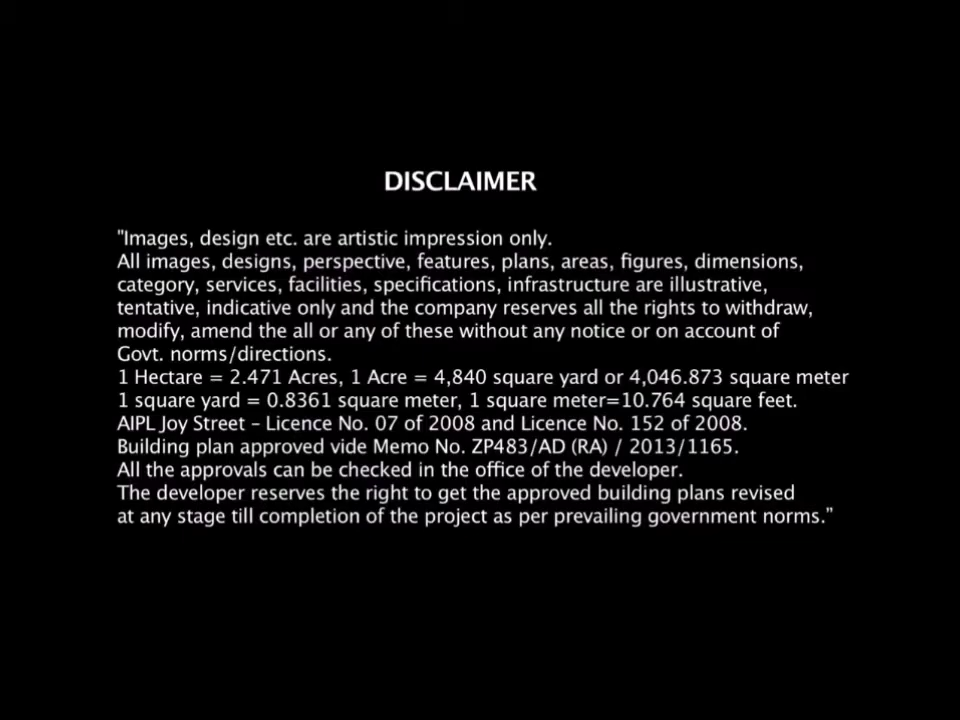 DISCLAIMER
"Images, design etc. are artistic impression only.
All images, designs, perspective, features, plans, areas, figures, dimensions,
category, services, facilities, specifications, infrastructure are illustrative,
tentative, indicative only and the company reserves all the rights to withdraw,
modify, amend the all or any of these without any notice or on account of
Govt. norms/directions.
1 Hectare = 2.471 Acres, 1 Acre = 4,840 square yard or 4,046.873 square meter
1 square yard = 0.8361 square meter, 1 square meter=10.764 square feet.
AIPL Joy Street – Licence No. 07 of 2008 and Licence No. 152 of 2008.
Building plan approved vide Memo No. ZP483/AD (RA) / 2013/1165.
All the approvals can be checked in the office of the developer.
The developer reserves the right to get the approved building plans revised
at any stage till completion of the project as per prevailing government norms.”